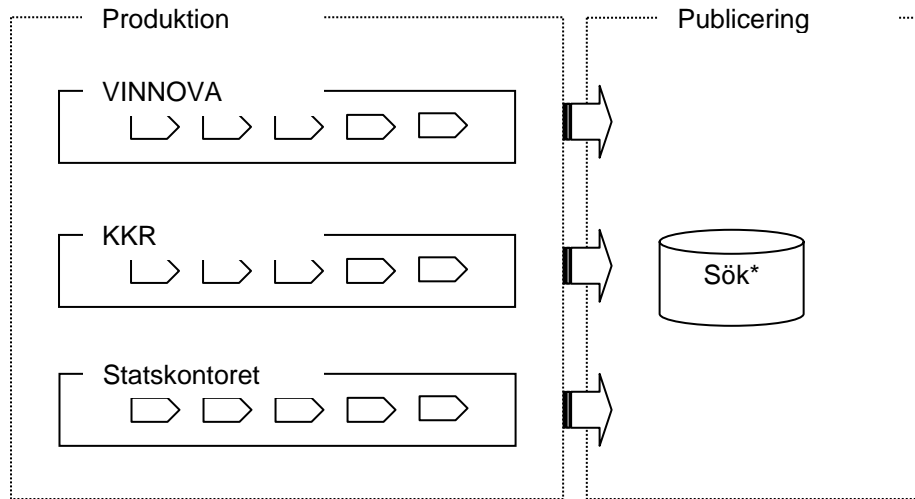 Produktion
Publicering
VINNOVA
KKR
Sök*
Statskontoret